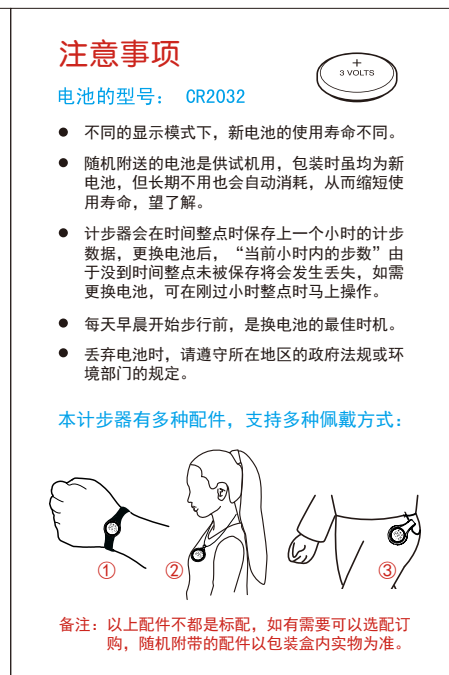 注意事项
+
3 VOLTS
电池的型号： CR2032
● 不同的显示模式下，新电池的使用寿命不同。
● 随机附送的电池是供试机用，包装时虽均为新
电池，但长期不用也会自动消耗，从而缩短使
用寿命，望了解。
● 计步器会在时间整点时保存上一个小时的计步
数据，更换电池后，“当前小时内的步数”由
于没到时间整点未被保存将会发生丢失，如需
更换电池，可在刚过小时整点时马上操作。
● 每天早晨开始步行前，是换电池的最佳时机。
● 丢弃电池时，请遵守所在地区的政府法规或环
境部门的规定。
本计步器有多种配件，支持多种佩戴方式：
① ② ③
备注：以上配件不都是标配，如有需要可以选配订
购，随机附带的配件以包装盒内实物为准。